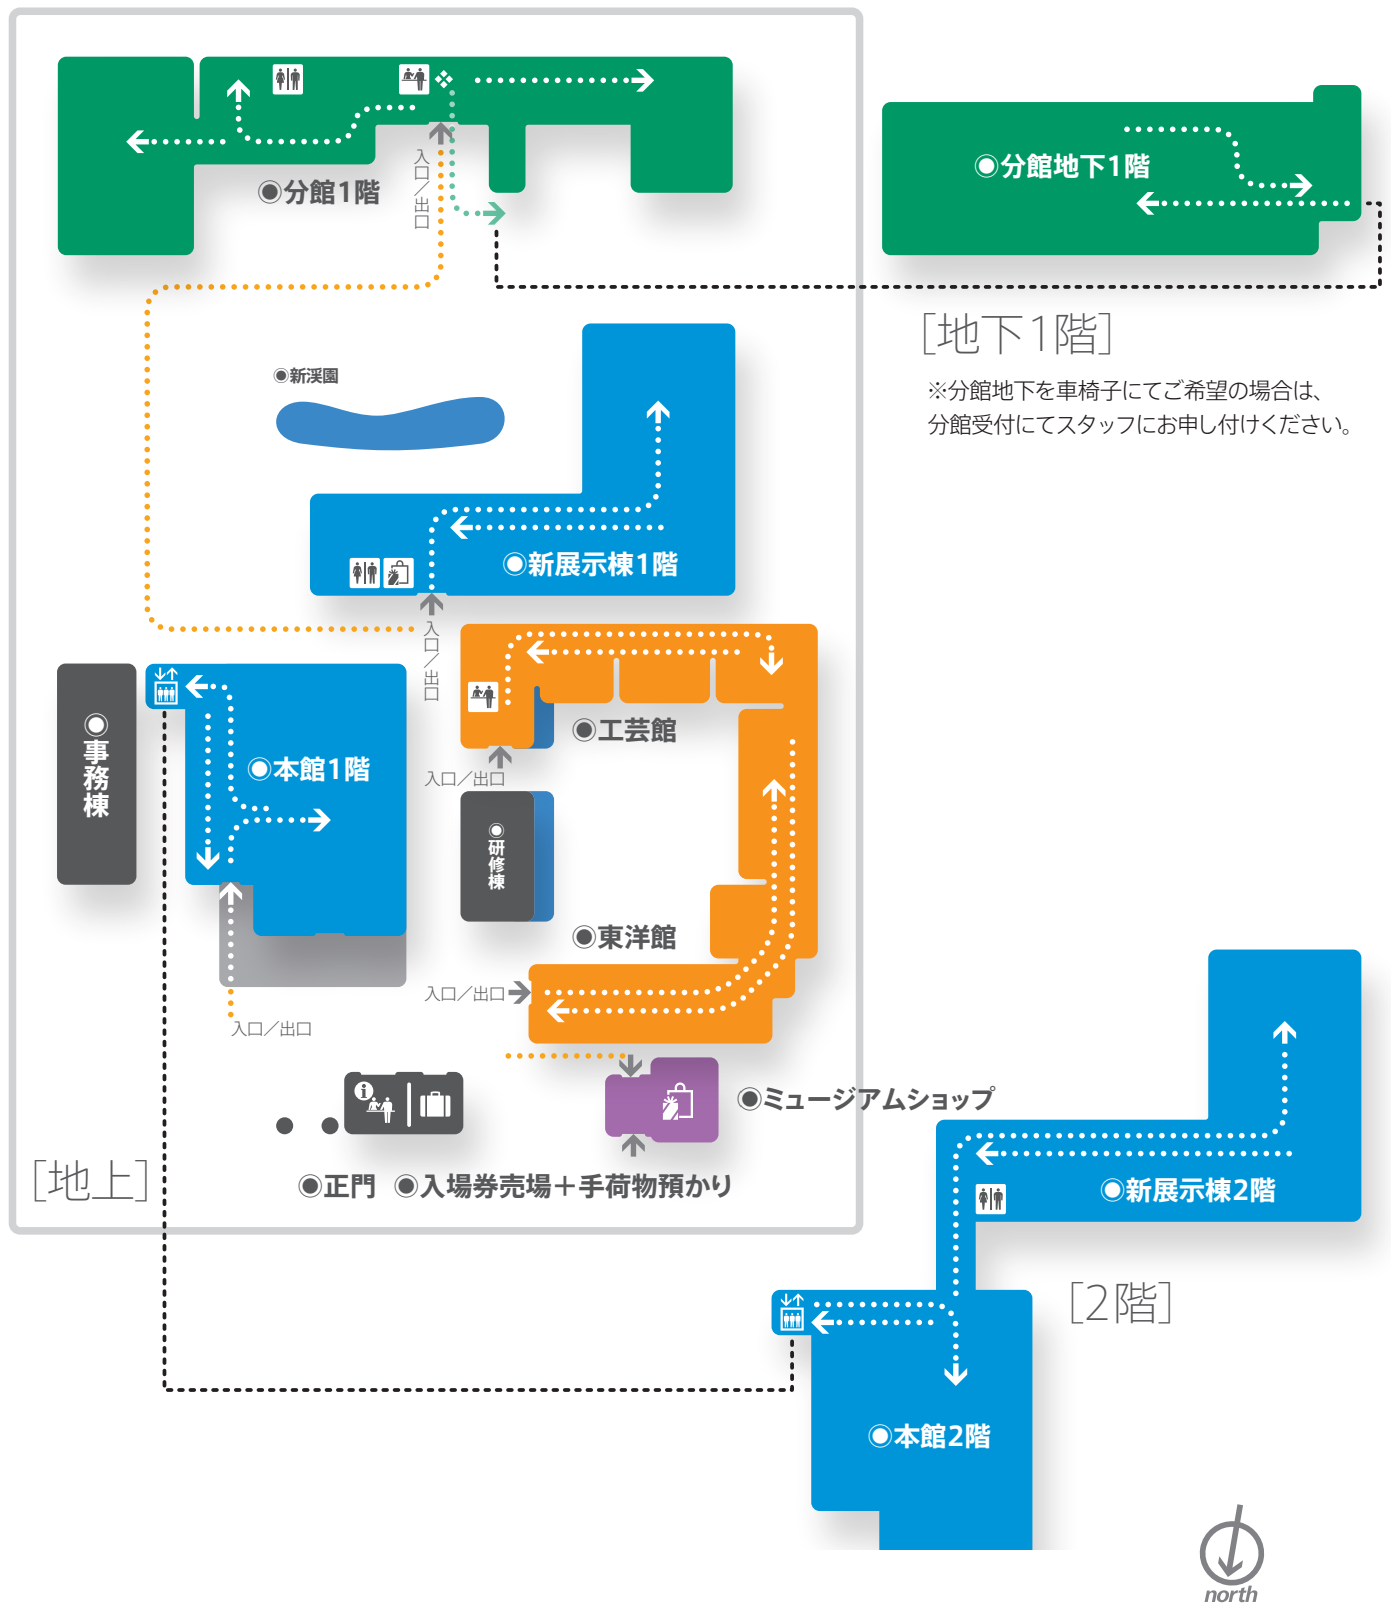 ◉分館1階
入口／出口
◉分館地下1階
[地下1階]
※分館地下を車椅子にてご希望の場合は、
分館受付にてスタッフにお申し付けください。
◉新渓園
◉新展示棟1階
入口／出口
◉工芸館
入口／出口
◉事務棟
◉本館1階
◉研修棟
◉東洋館
入口／出口
入口／出口
◉ミュージアムショップ
[地上]
◉正門
◉入場券売場＋手荷物預かり
◉新展示棟2階
[2階]
◉本館2階
north